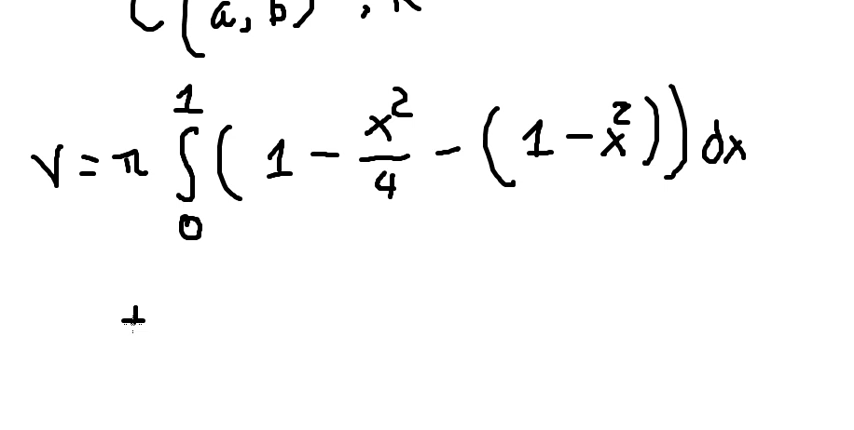 (a, b)
V = π ∫₀¹ ( 1 - x²/4 - ( 1 - x² ) ) dx
+